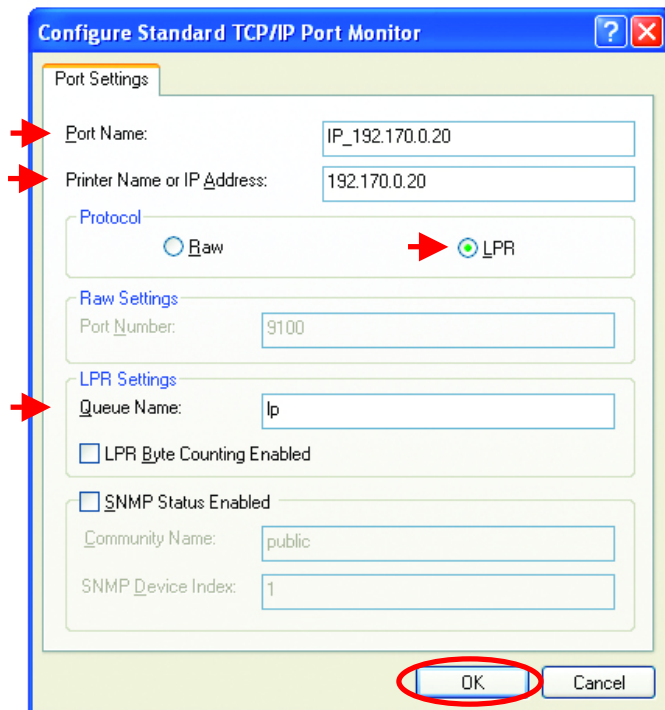 Configure Standard TCP/IP Port Monitor
Port Settings
Port Name: IP_192.170.0.20
Printer Name or IP Address: 192.170.0.20
Protocol
Raw LPR
Raw Settings
Port Number: 9100
LPR Settings
Queue Name: lp
LPR Byte Counting Enabled
SNMP Status Enabled
Community Name: public
SNMP Device Index: 1
OK Cancel